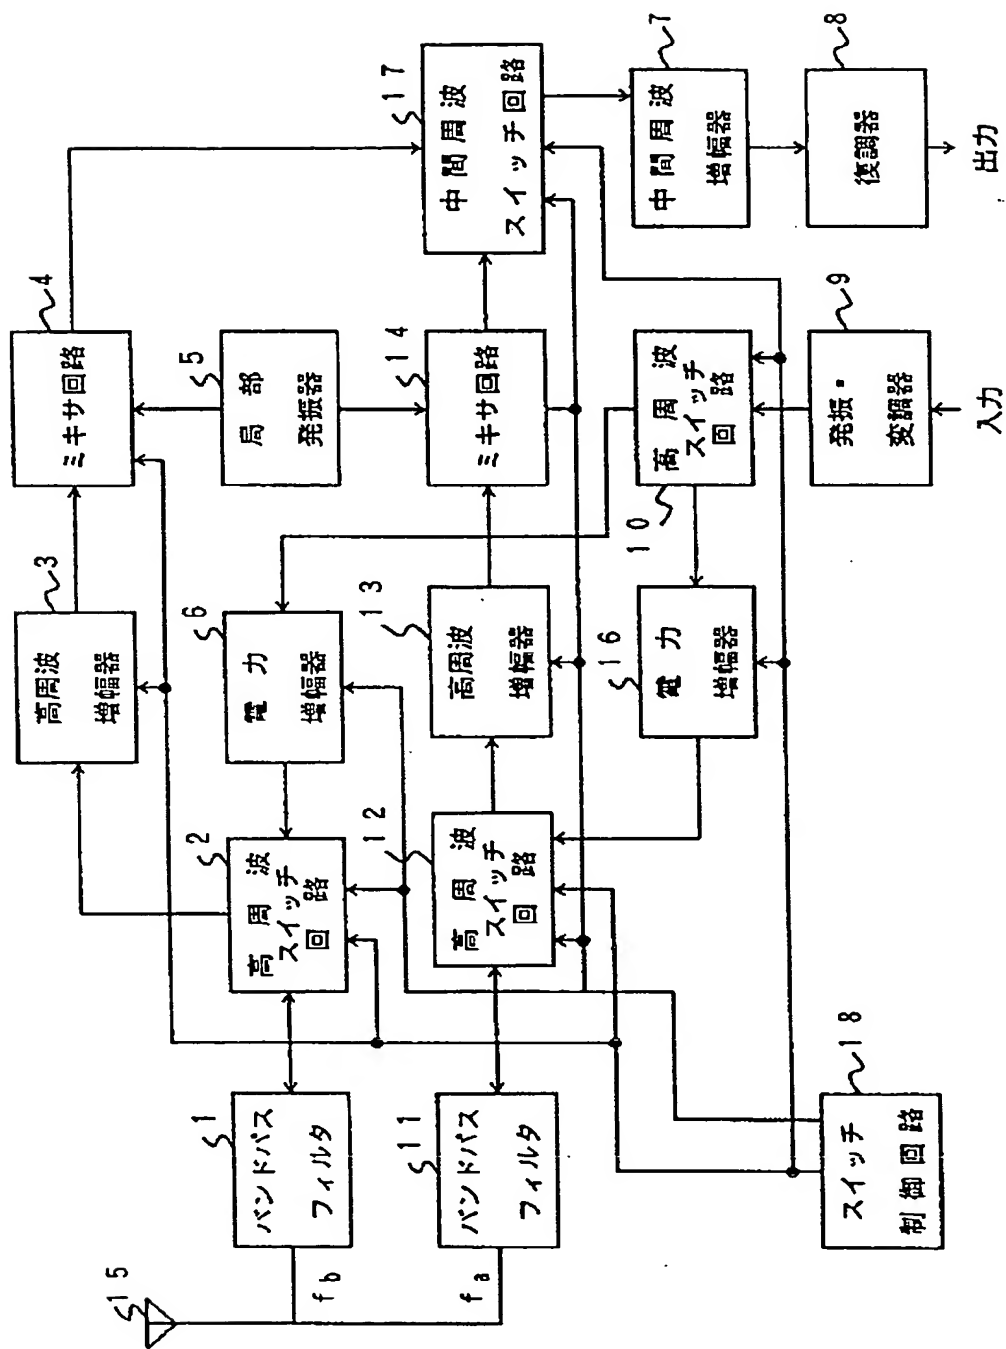 15
fb
fa
1
バンドパス
フィルタ
11
バンドパス
フィルタ
2
高周波
スイッチ
回路
12
高周波
スイッチ
回路
3
高周波
増幅器
6
電力
増幅器
13
高周波
増幅器
16
電力
増幅器
4
ミキサ回路
5
局部
発振器
14
ミキサ回路
10
高周波
スイッチ
回路
9
発振・
変調器
入力
17
中間周波
スイッチ回路
7
中間周波
増幅器
8
復調器
出力
18
スイッチ
制御回路